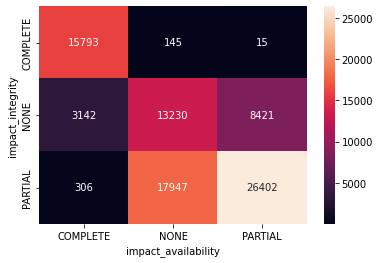 COMPLETE
NONE
PARTIAL
impact_integrity
15793 145 15
3142 13230 8421
306 17947 26402
COMPLETE NONE PARTIAL
impact_availability
25000
20000
15000
10000
5000